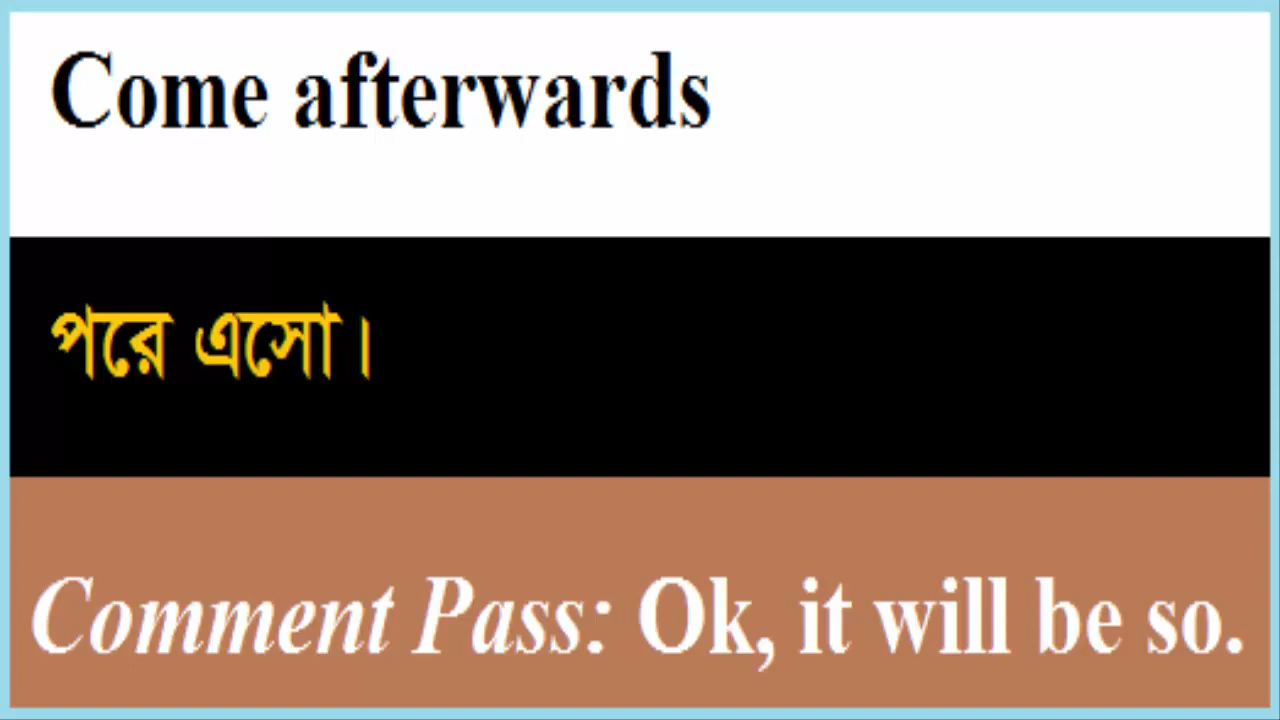 Come afterwards
পরে এসো।
Comment Pass: Ok, it will be so.